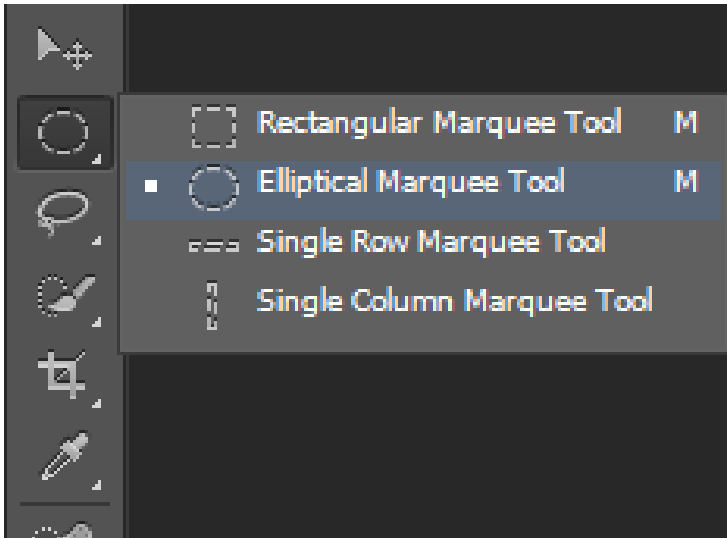 Rectangular Marquee Tool M
Elliptical Marquee Tool M
Single Row Marquee Tool
Single Column Marquee Tool